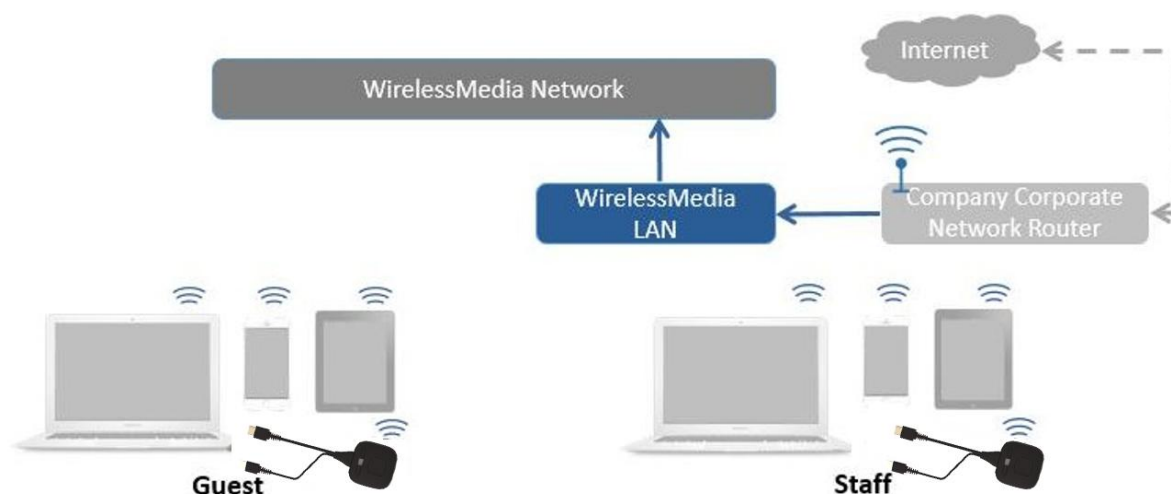 Internet
WirelessMedia Network
WirelessMedia
LAN
Company Corporate
Network Router
Guest
Staff